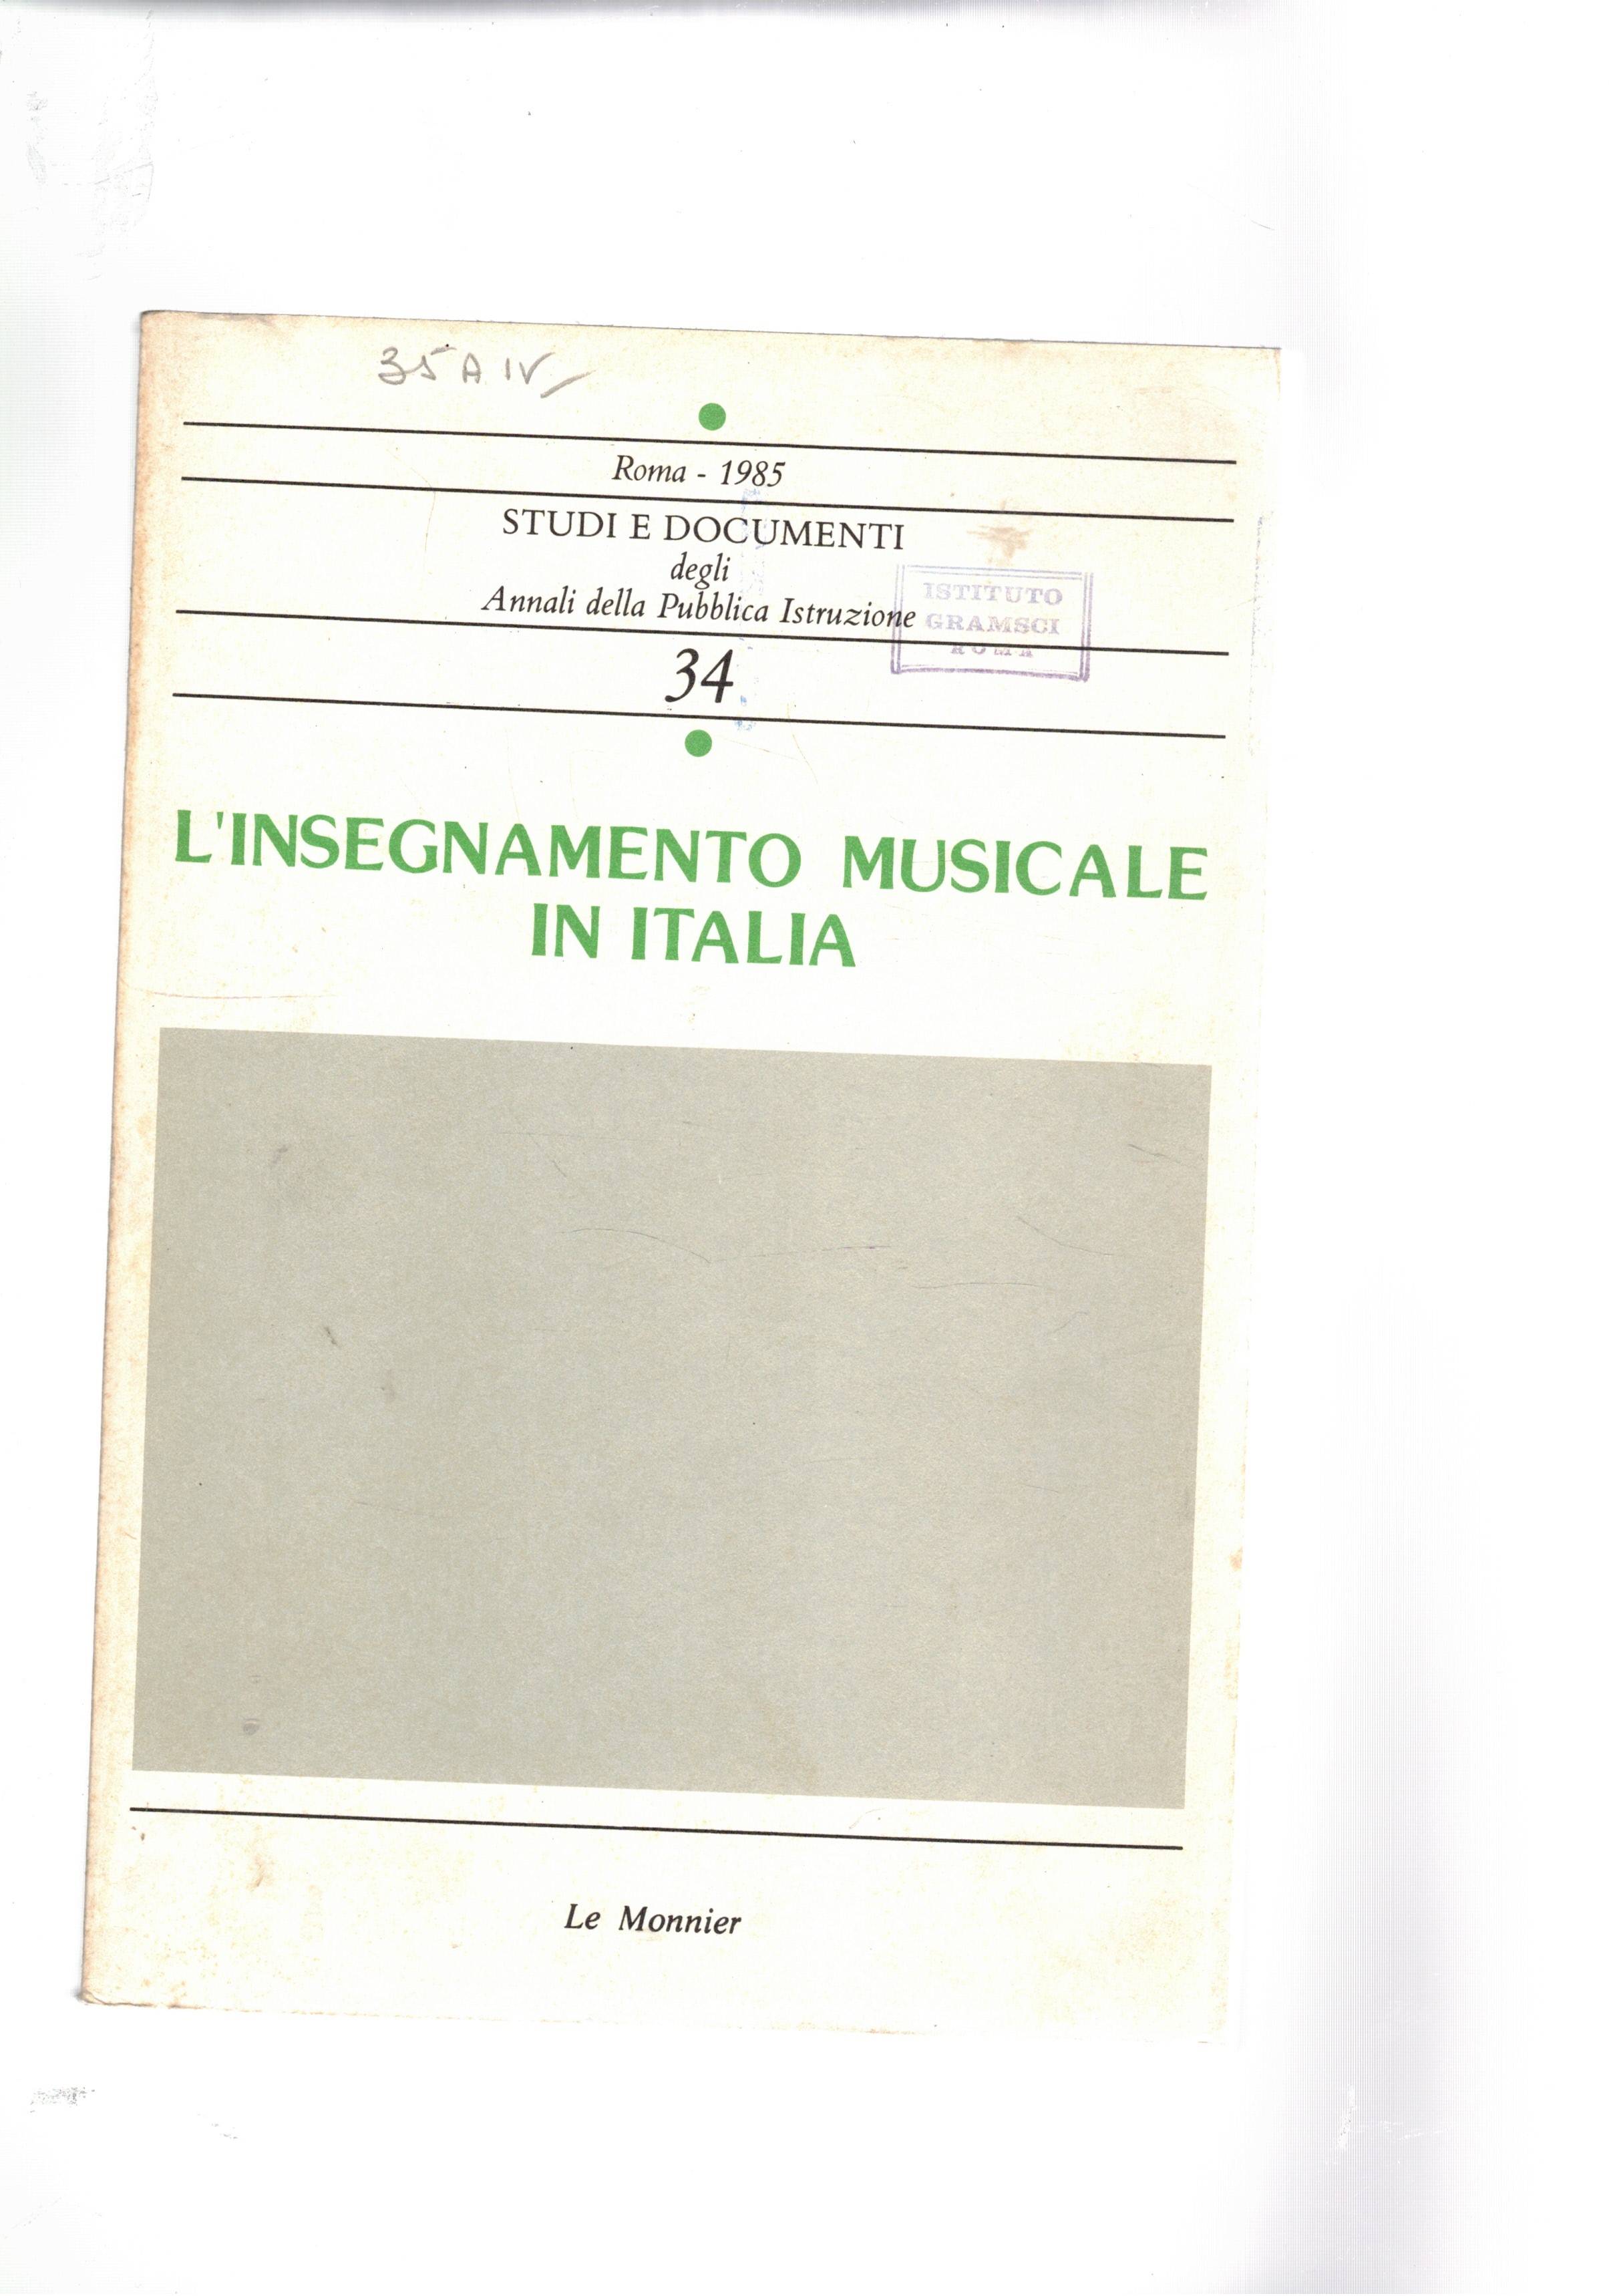 35 A IV
Roma - 1985
STUDI E DOCUMENTI
degli
Annali della Pubblica Istruzione
ISTITUTO
GRAMSCI
ROMA
34
L'INSEGNAMENTO MUSICALE
IN ITALIA
Le Monnier